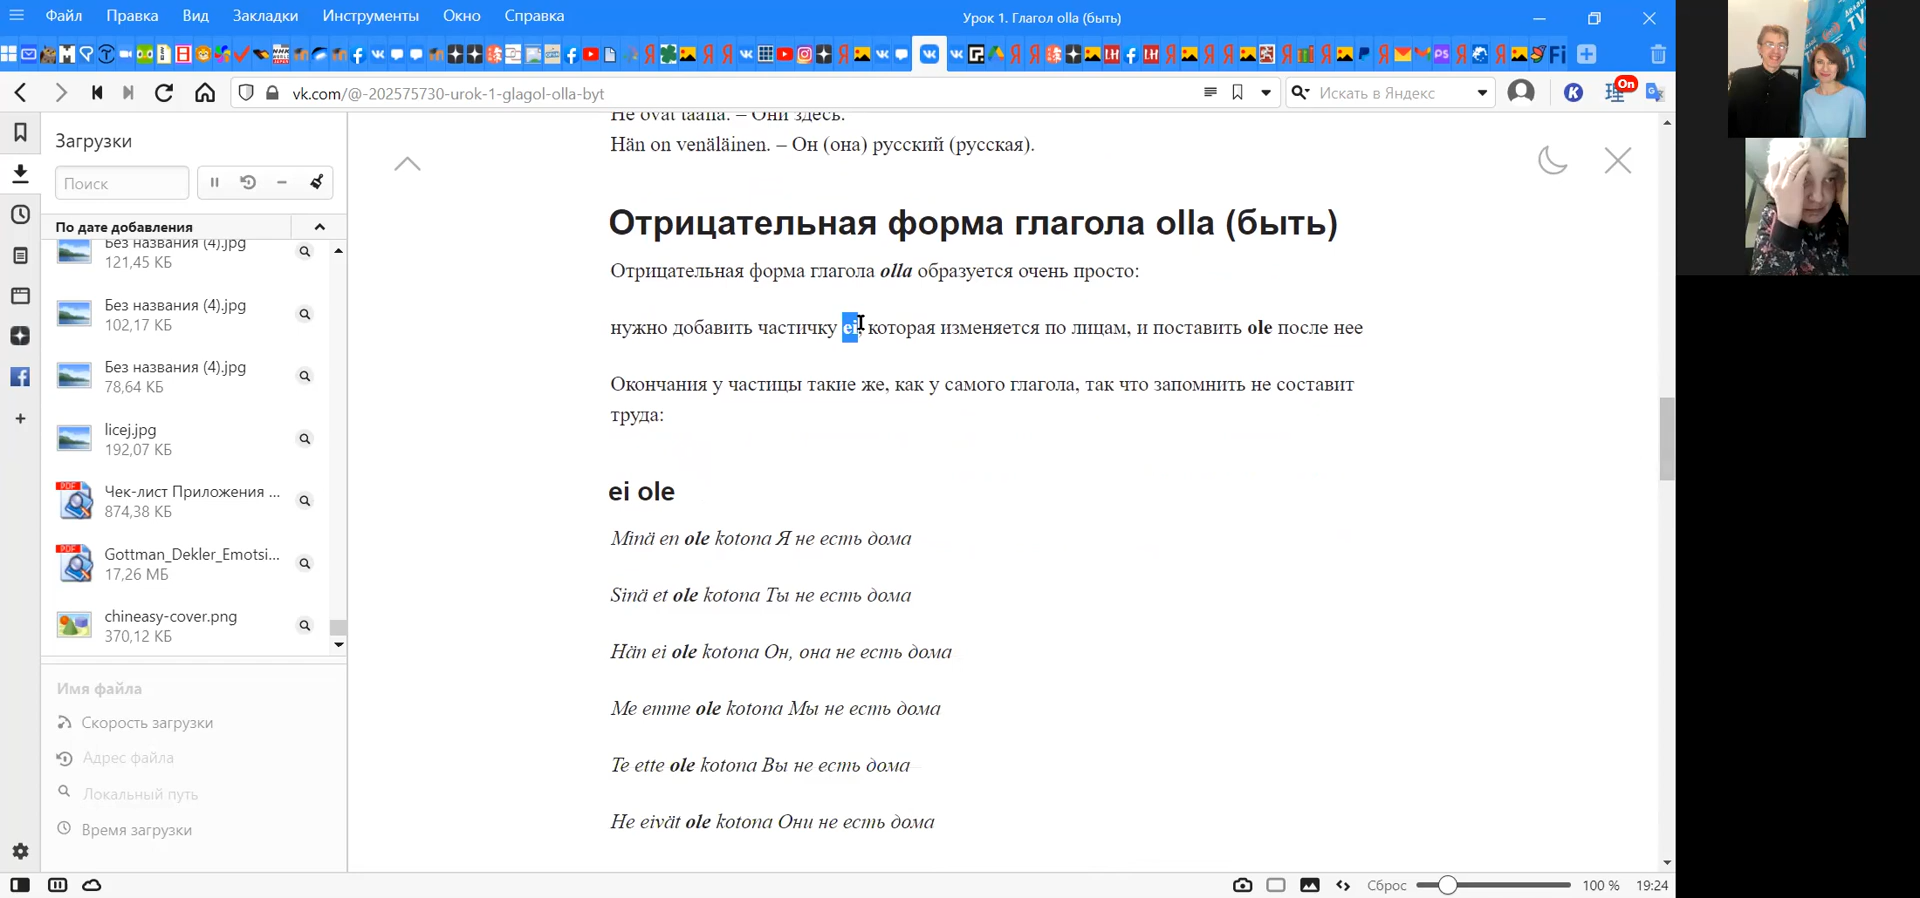 Файл Правка Вид Закладки Инструменты Окно Справка
Урок 1. Глагол olla (быть)
vk.com/@-202575730-urok-1-glagol-olla-byt
Искать в Яндекс
On
Загрузки
Поиск
По дате добавления
Без названия (4).jpg
121,45 КБ
Без названия (4).jpg
102,17 КБ
Без названия (4).jpg
78,64 КБ
licej.jpg
192,07 КБ
Чек-лист Приложения ...
874,38 КБ
Gottman_Dekler_Emotsi...
17,26 МБ
chineasy-cover.png
370,12 КБ
Имя файла
Скорость загрузки
Адрес файла
Локальный путь
Время загрузки
He ovat täällä. – Они здесь.
Hän on venäläinen. – Он (она) русский (русская).
Отрицательная форма глагола olla (быть)
Отрицательная форма глагола olla образуется очень просто:
нужно добавить частичку ei, которая изменяется по лицам, и поставить ole после нее
Окончания у частицы такие же, как у самого глагола, так что запомнить не составит
труда:
ei ole
Minä en ole kotona Я не есть дома
Sinä et ole kotona Ты не есть дома
Hän ei ole kotona Он, она не есть дома
Me emme ole kotona Мы не есть дома
Te ette ole kotona Вы не есть дома
He eivät ole kotona Они не есть дома
Сброс
100 %
19:24